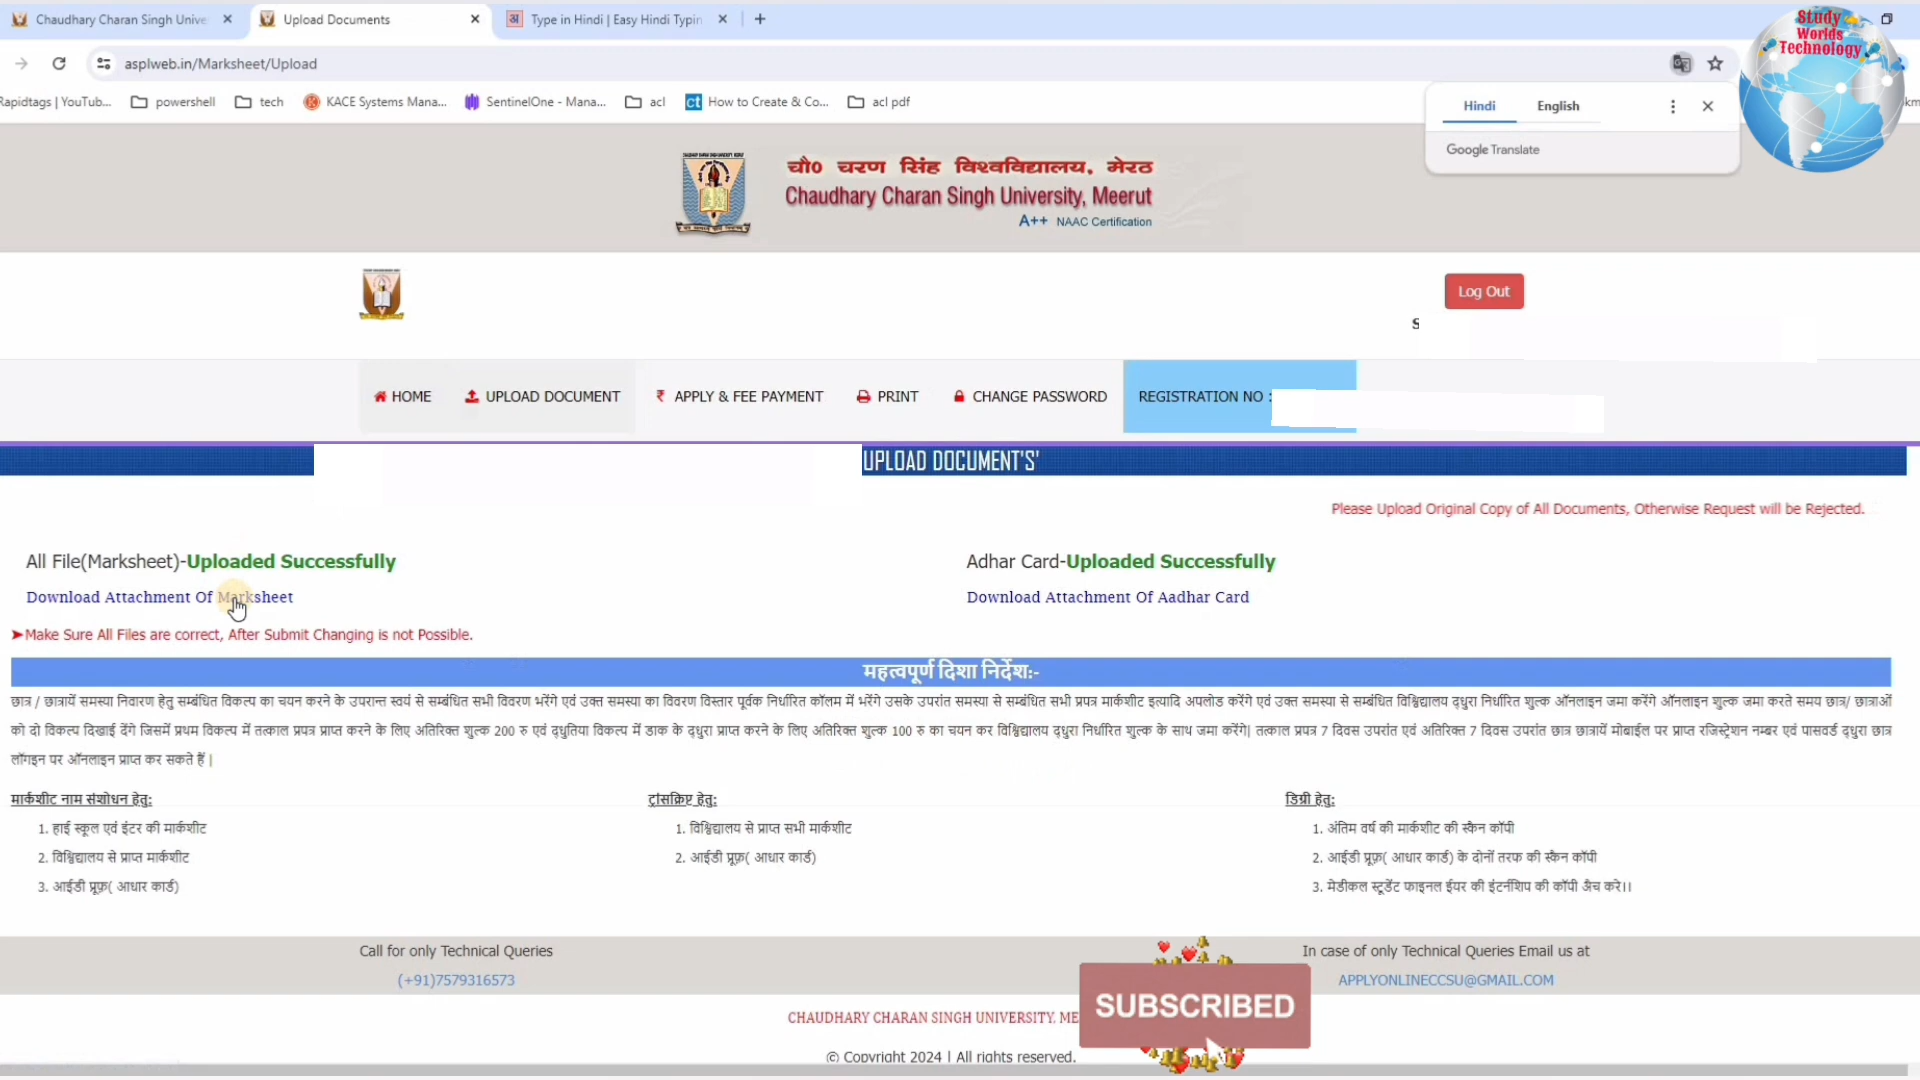 Chaudhary Charan Singh Unive
Upload Documents
Type in Hindi | Easy Hindi Typin
Study
Worlds
Technology
asplweb.in/Marksheet/Upload
Rapidtags | YouTub...
powershell
tech
KACE Systems Mana...
SentinelOne - Mana...
acl
ct How to Create & Co...
acl pdf
Hindi
English
Google Translate
चौ० चरण सिंह विश्वविद्यालय, मेरठ
Chaudhary Charan Singh University, Meerut
A++ NAAC Certification
Log Out
S
HOME
UPLOAD DOCUMENT
₹ APPLY & FEE PAYMENT
PRINT
CHANGE PASSWORD
REGISTRATION NO :
UPLOAD DOCUMENT'S'
Please Upload Original Copy of All Documents, Otherwise Request will be Rejected.
All File(Marksheet)-Uploaded Successfully
Adhar Card-Uploaded Successfully
Download Attachment Of Marksheet
Download Attachment Of Aadhar Card
➤Make Sure All Files are correct, After Submit Changing is not Possible.
महत्वपूर्ण दिशा निर्देश:-
छात्र / छात्रायें समस्या निवारण हेतु सम्बंधित विकल्प का चयन करने के उपरान्त स्वयं से सम्बंधित सभी विवरण भरेंगे एवं उक्त समस्या का विवरण विस्तार पूर्वक निर्धारित कॉलम में भरेंगे उसके उपरांत समस्या से सम्बंधित सभी प्रपत्र मार्कशीट इत्यादि अपलोड करेंगे एवं उक्त समस्या से सम्बंधित विश्विद्यालय द्धुरा निर्धारित शुल्क ऑनलाइन जमा करेंगे ऑनलाइन शुल्क जमा करते समय छात्र/ छात्राओं
को दो विकल्प दिखाई देंगे जिसमें प्रथम विकल्प में तत्काल प्रपत्र प्राप्त करने के लिए अतिरिक्त शुल्क 200 रु एवं द्धुतिया विकल्प में डाक के द्धुरा प्राप्त करने के लिए अतिरिक्त शुल्क 100 रु का चयन कर विश्विद्यालय द्धुरा निर्धारित शुल्क के साथ जमा करेंगे| तत्काल प्रपत्र 7 दिवस उपरांत एवं अतिरिक्त 7 दिवस उपरांत छात्र छात्रायें मोबाईल पर प्राप्त रजिस्ट्रेशन नम्बर एवं पासवर्ड द्धुरा छात्र
लॉगइन पर ऑनलाइन प्राप्त कर सकते हैं |
मार्कशीट नाम संशोधन हेतु:
ट्रांसक्रिप्ट हेतु:
डिग्री हेतु:
1. हाई स्कूल एवं इंटर की मार्कशीट
1. विश्विद्यालय से प्राप्त सभी मार्कशीट
1. अंतिम वर्ष की मार्कशीट की स्कैन कॉपी
2. विश्विद्यालय से प्राप्त मार्कशीट
2. आईडी प्रूफ़( आधार कार्ड)
2. आईडी प्रूफ़( आधार कार्ड) के दोनों तरफ की स्कैन कॉपी
3. आईडी प्रूफ़( आधार कार्ड)
3. मेडीकल स्टूडेंट फाइनल ईयर की इंटर्नशिप की कॉपी अैच करे।।
Call for only Technical Queries
In case of only Technical Queries Email us at
(+91)7579316573
APPLYONLINECCSU@GMAIL.COM
SUBSCRIBED
CHAUDHARY CHARAN SINGH UNIVERSITY, ME
© Copyright 2024 | All rights reserved.